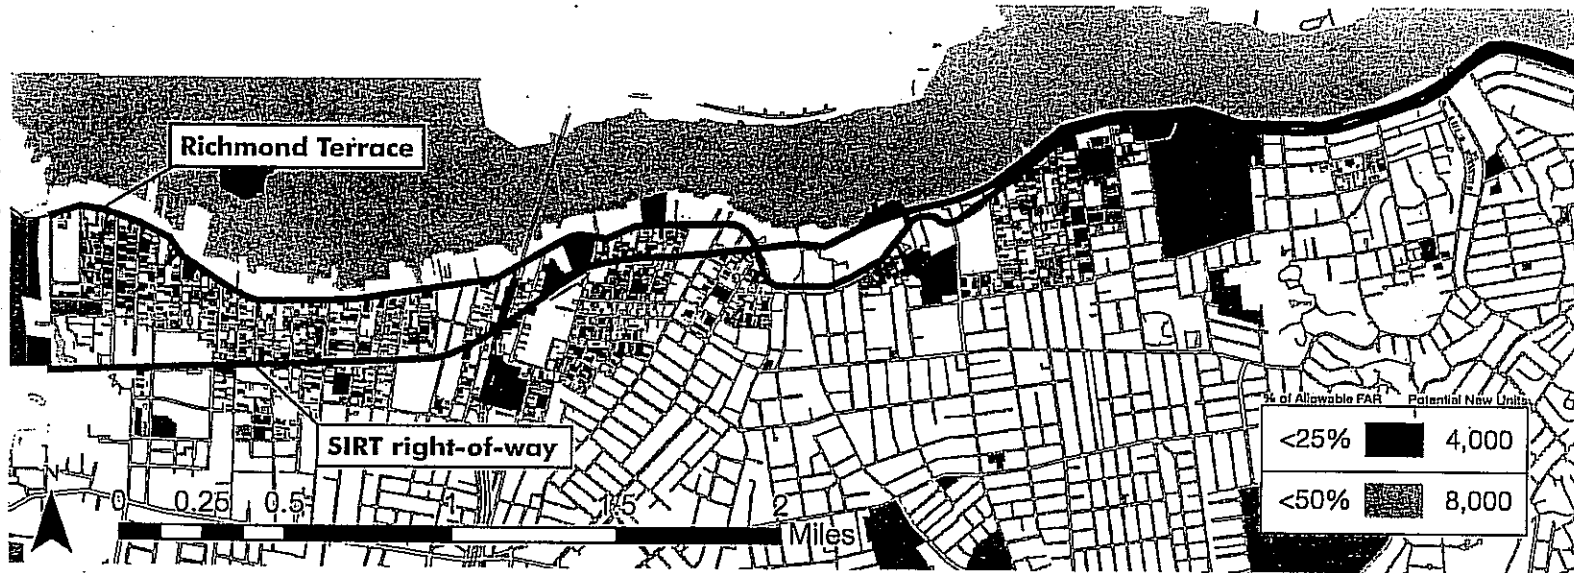 Richmond Terrace
SIRT right-of-way
% of Allowable FAR Potential New Units
<25% 4,000
<50% 8,000
N
0 0.25 0.5 1 1.5 2
Miles